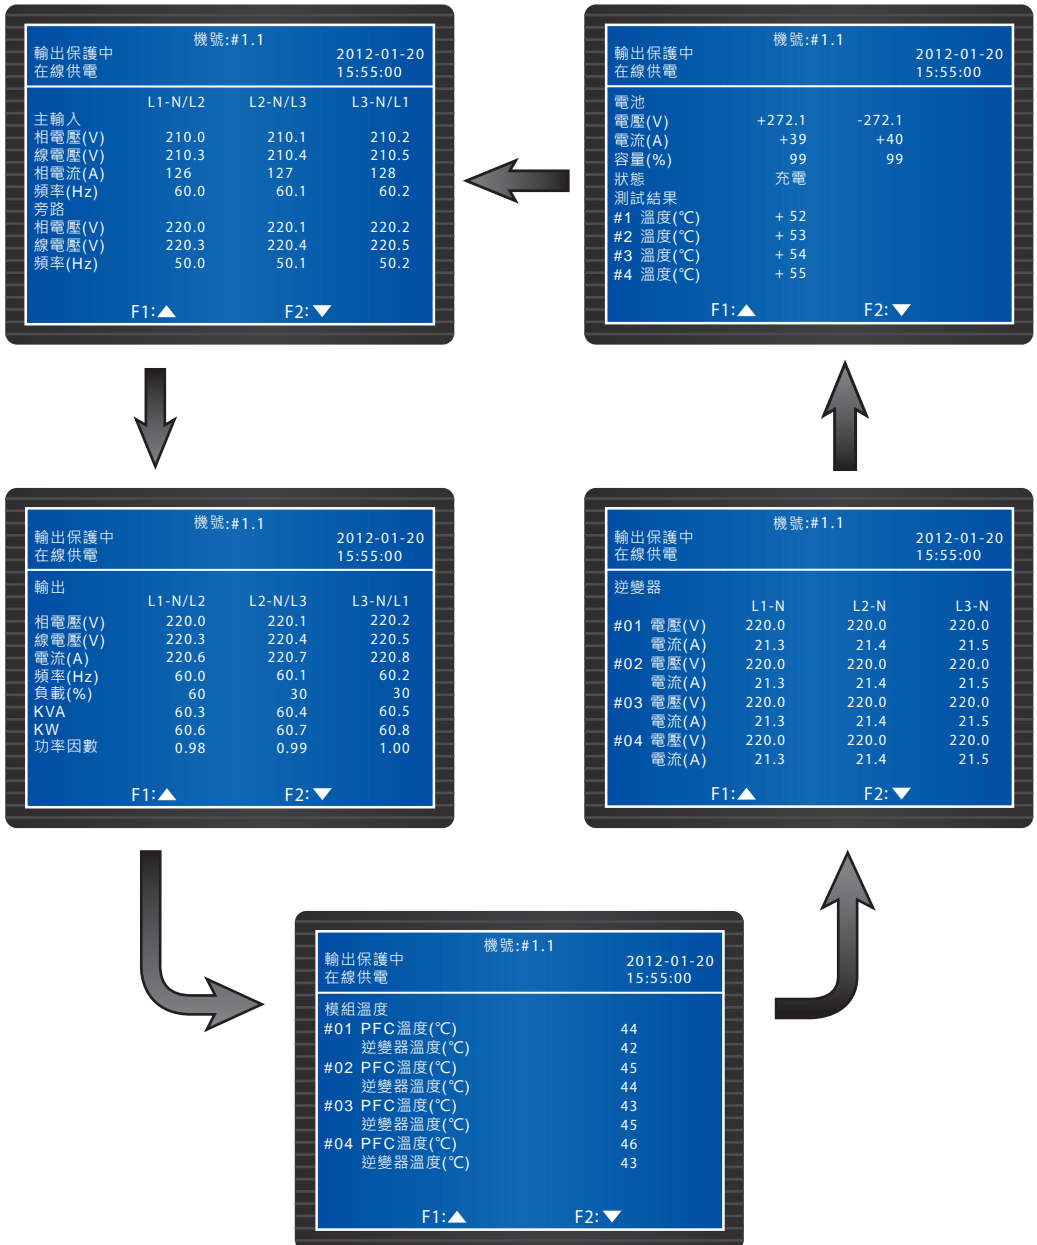 機號:#1.1
輸出保護中 2012-01-20
在線供電 15:55:00
L1-N/L2 L2-N/L3 L3-N/L1
主輸入
相電壓(V) 210.0 210.1 210.2
線電壓(V) 210.3 210.4 210.5
相電流(A) 126 127 128
頻率(Hz) 60.0 60.1 60.2
旁路
相電壓(V) 220.0 220.1 220.2
線電壓(V) 220.3 220.4 220.5
頻率(Hz) 50.0 50.1 50.2
F1:▲ F2:▼
機號:#1.1
輸出保護中 2012-01-20
在線供電 15:55:00
電池
電壓(V) +272.1 -272.1
電流(A) +39 +40
容量(%) 99 99
狀態 充電
測試結果
#1 溫度(℃) + 52
#2 溫度(℃) + 53
#3 溫度(℃) + 54
#4 溫度(℃) + 55
F1:▲ F2:▼
機號:#1.1
輸出保護中 2012-01-20
在線供電 15:55:00
輸出
L1-N/L2 L2-N/L3 L3-N/L1
相電壓(V) 220.0 220.1 220.2
線電壓(V) 220.3 220.4 220.5
電流(A) 220.6 220.7 220.8
頻率(Hz) 60.0 60.1 60.2
負載(%) 60 30 30
KVA 60.3 60.4 60.5
KW 60.6 60.7 60.8
功率因數 0.98 0.99 1.00
F1:▲ F2:▼
機號:#1.1
輸出保護中 2012-01-20
在線供電 15:55:00
逆變器
L1-N L2-N L3-N
#01 電壓(V) 220.0 220.0 220.0
電流(A) 21.3 21.4 21.5
#02 電壓(V) 220.0 220.0 220.0
電流(A) 21.3 21.4 21.5
#03 電壓(V) 220.0 220.0 220.0
電流(A) 21.3 21.4 21.5
#04 電壓(V) 220.0 220.0 220.0
電流(A) 21.3 21.4 21.5
F1:▲ F2:▼
機號:#1.1
輸出保護中 2012-01-20
在線供電 15:55:00
模組溫度
#01 PFC溫度(℃) 44
逆變器溫度(℃) 42
#02 PFC溫度(℃) 45
逆變器溫度(℃) 44
#03 PFC溫度(℃) 43
逆變器溫度(℃) 45
#04 PFC溫度(℃) 46
逆變器溫度(℃) 43
F1:▲ F2:▼